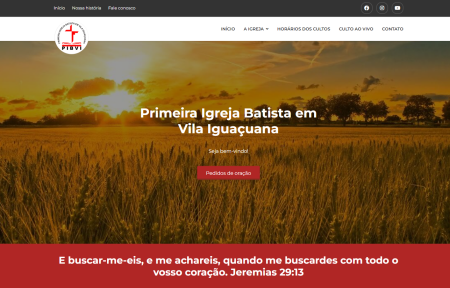 Início Nossa história Fale conosco
PIBVI
INÍCIO A IGREJA HORÁRIOS DOS CULTOS CULTO AO VIVO CONTATO
Primeira Igreja Batista em
Vila Iguaçuana
Seja bem-vindo!
Pedidos de oração
E buscar-me-eis, e me achareis, quando me buscardes com todo o
vosso coração. Jeremias 29:13